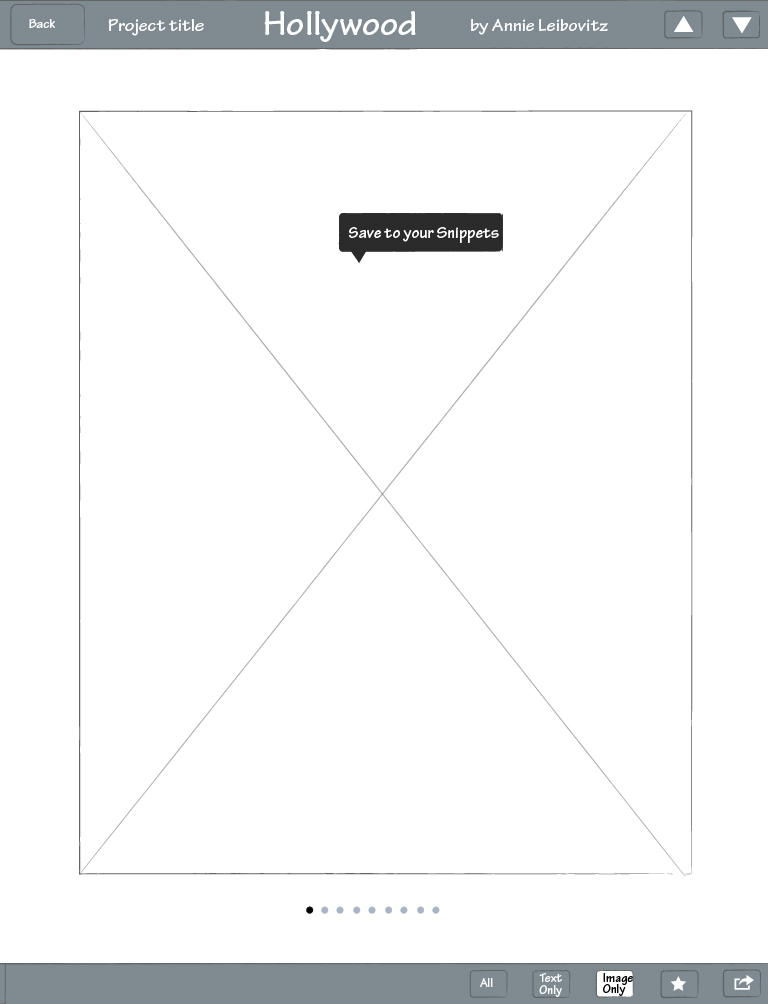 Back
Project title
Hollywood
by Annie Leibovitz
Save to your Snippets
All
Text
Only
Image
Only